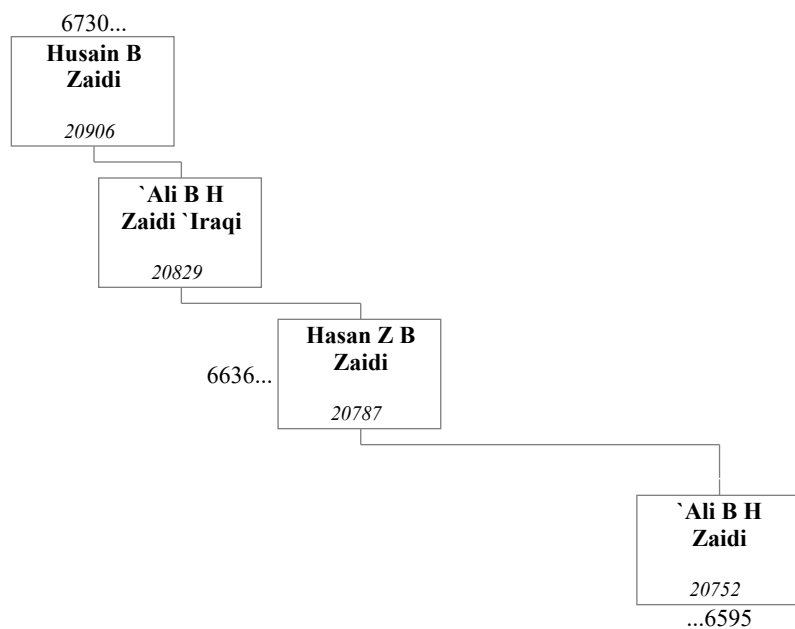 6730...
Husain B
Zaidi
20906
`Ali B H
Zaidi `Iraqi
20829
Hasan Z B
Zaidi
6636...
20787
`Ali B H
Zaidi
20752
...6595